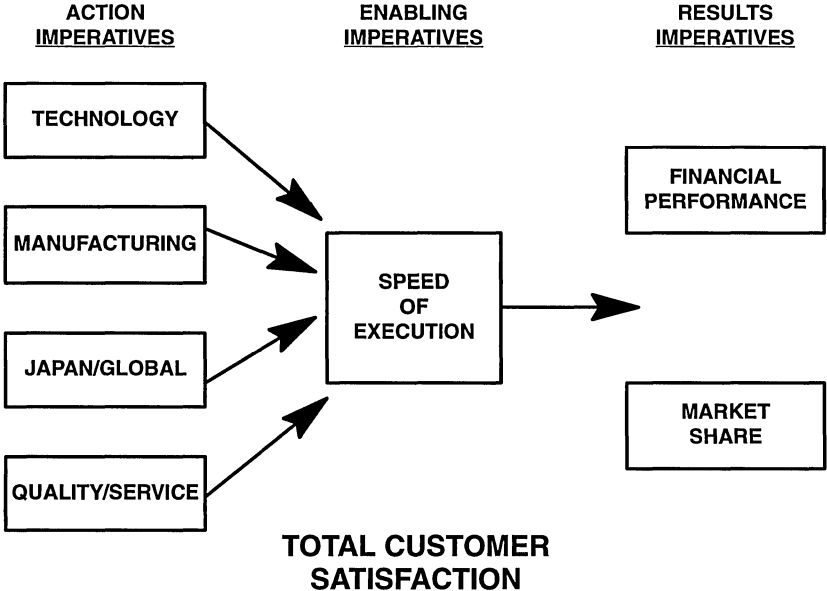 ACTION
IMPERATIVES
ENABLING
IMPERATIVES
RESULTS
IMPERATIVES
TECHNOLOGY
MANUFACTURING
JAPAN/GLOBAL
QUALITY/SERVICE
SPEED
OF
EXECUTION
FINANCIAL
PERFORMANCE
MARKET
SHARE
TOTAL CUSTOMER
SATISFACTION